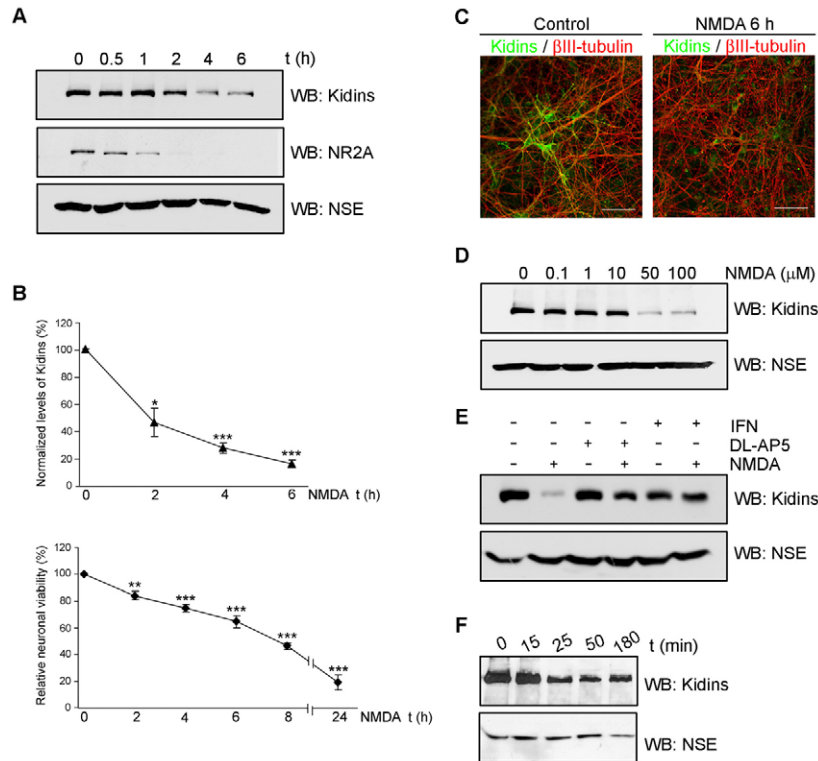 A
0 0.5 1 2 4 6 t (h)
WB: Kidins
WB: NR2A
WB: NSE
B
Normalized levels of Kidins (%)
120
100
80
60
40
20
0
* *** ***
0 2 4 6 NMDA t (h)
Relative neuronal viability (%)
120
100
80
60
40
20
0
** *** *** *** ***
0 2 4 6 8 24 NMDA t (h)
C
Control
Kidins / βIII-tubulin
NMDA 6 h
Kidins / βIII-tubulin
D
0 0.1 1 10 50 100 NMDA (μM)
WB: Kidins
WB: NSE
E
- - - - + + IFN
- - + + - - DL-AP5
- + - + - + NMDA
WB: Kidins
WB: NSE
F
0 15 25 50 180 t (min)
WB: Kidins
WB: NSE